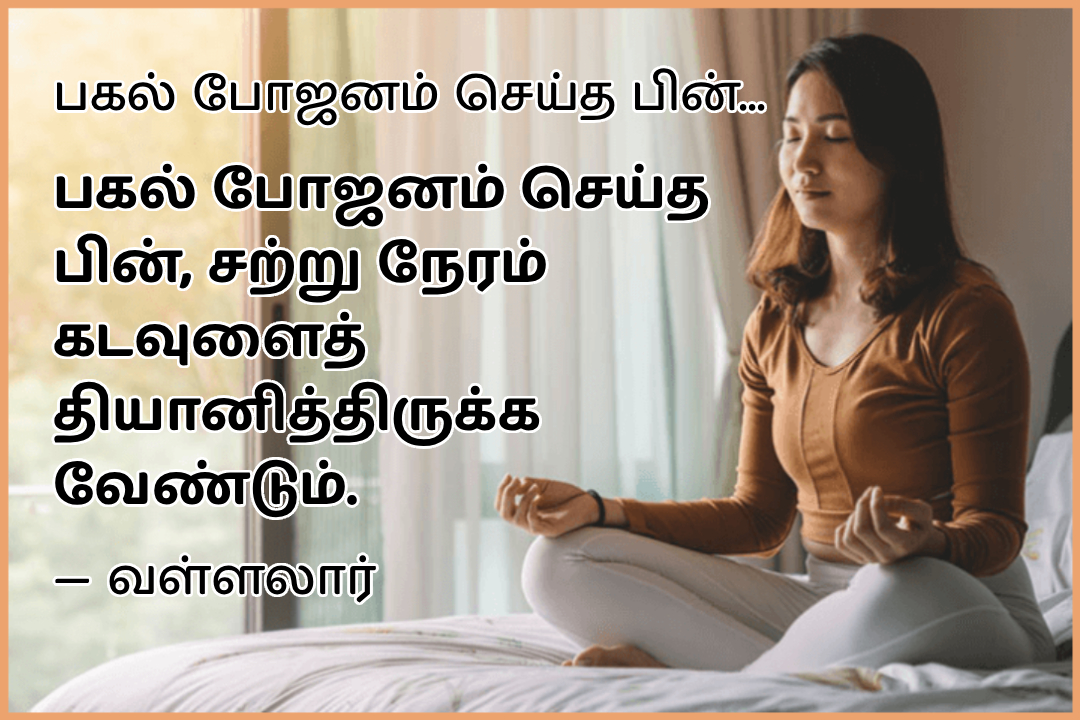 பகல் போஜனம் செய்த பின்...
பகல் போஜனம் செய்த
பின், சற்று நேரம்
கடவுளைத்
தியானித்திருக்க
வேண்டும்.
– வள்ளலார்